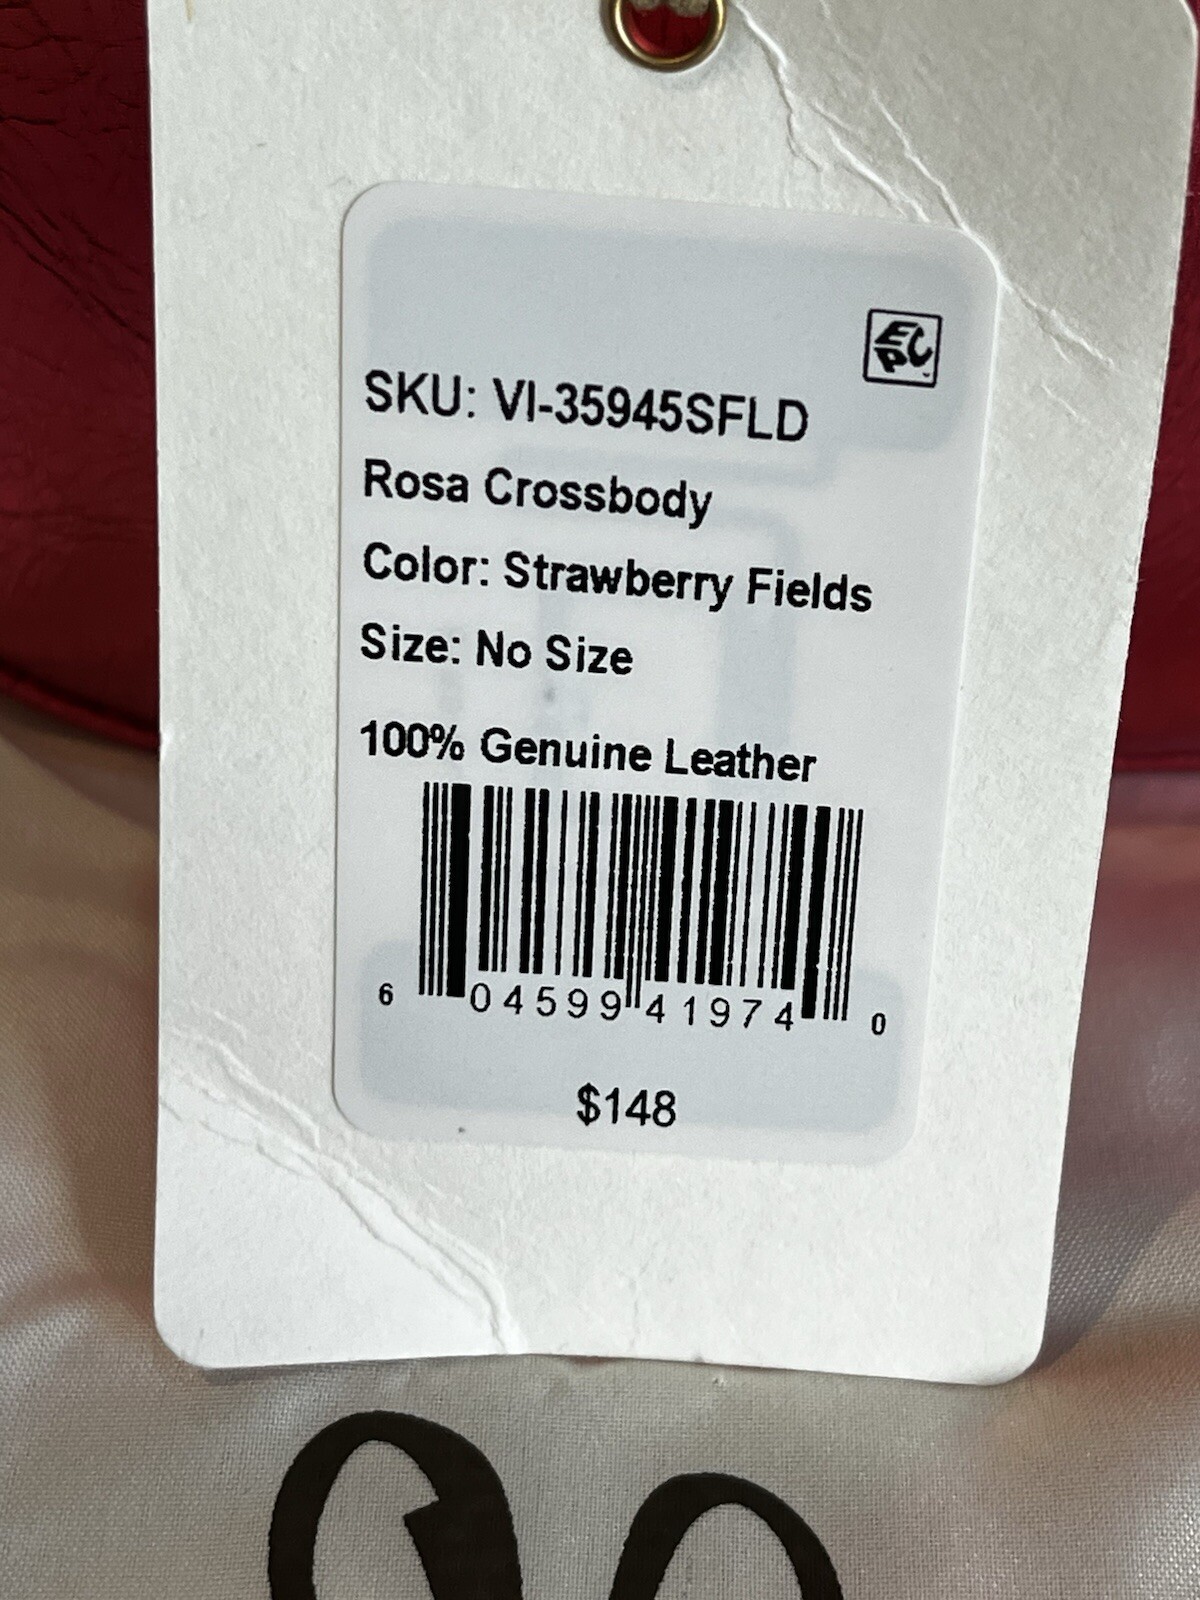 EPC
SKU: VI-35945SFLD
Rosa Crossbody
Color: Strawberry Fields
Size: No Size
100% Genuine Leather
6 04599 41974 0
$148